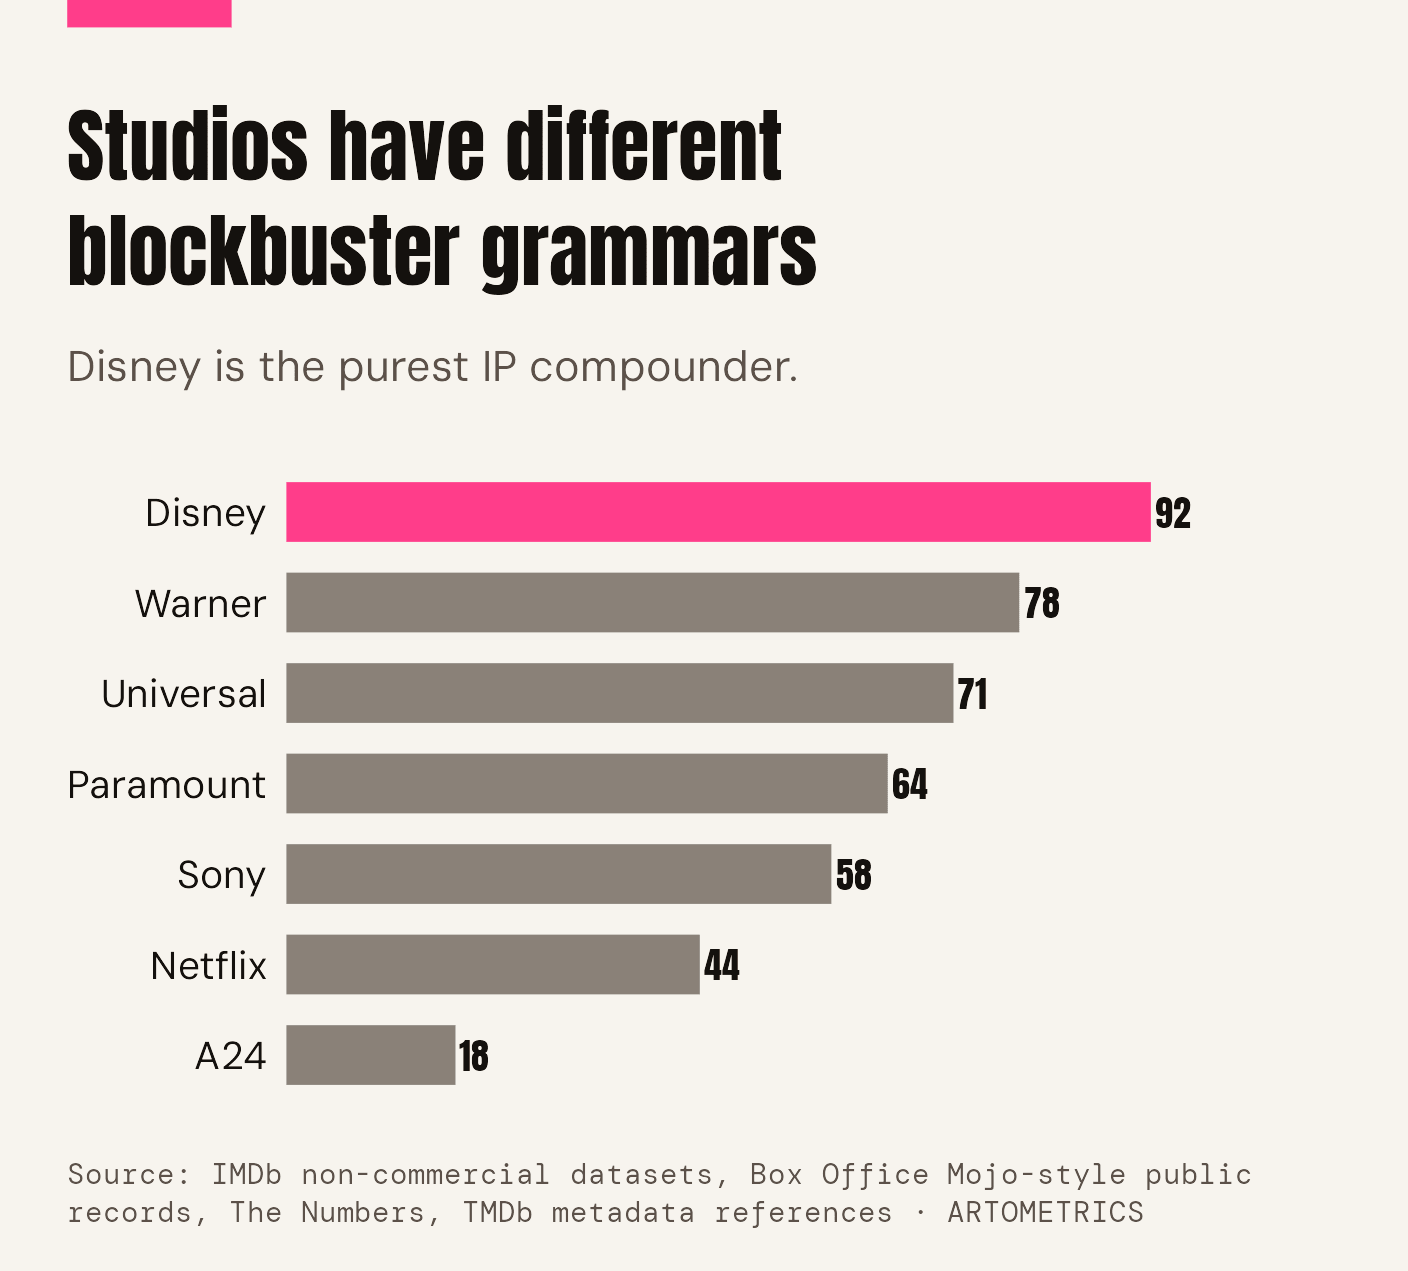 Studios have different
blockbuster grammars
Disney is the purest IP compounder.
Disney 92
Warner 78
Universal 71
Paramount 64
Sony 58
Netflix 44
A24 18
Source: IMDb non-commercial datasets, Box Office Mojo-style public
records, The Numbers, TMDb metadata references · ARTOMETRICS